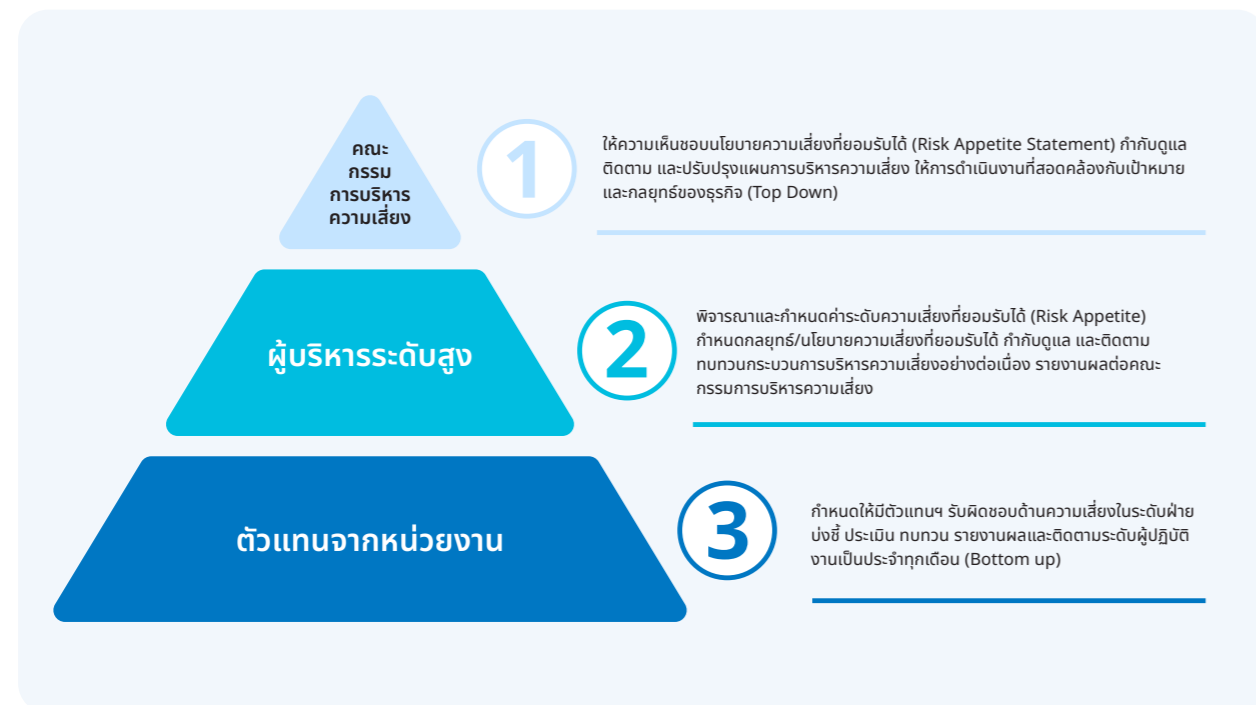 คณะ
กรรม
การบริหาร
ความเสี่ยง
1
ให้ความเห็นชอบนโยบายความเสี่ยงที่ยอมรับได้ (Risk Appetite Statement) กำกับดูแล
ติดตาม และปรับปรุงแผนการบริหารความเสี่ยง ให้การดำเนินงานที่สอดคล้องกับเป้าหมาย
และกลยุทธ์ของธุรกิจ (Top Down)
ผู้บริหารระดับสูง
2
พิจารณาและกำหนดค่าระดับความเสี่ยงที่ยอมรับได้ (Risk Appetite)
กำหนดกลยุทธ์/นโยบายความเสี่ยงที่ยอมรับได้ กำกับดูแล และติดตาม
ทบทวนกระบวนการบริหารความเสี่ยงอย่างต่อเนื่อง รายงานผลต่อคณะ
กรรมการบริหารความเสี่ยง
ตัวแทนจากหน่วยงาน
3
กำหนดให้มีตัวแทนฯ รับผิดชอบด้านความเสี่ยงในระดับฝ่าย
บ่งชี้ ประเมิน ทบทวน รายงานผลและติดตามระดับผู้ปฏิบัติ
งานเป็นประจำทุกเดือน (Bottom up)